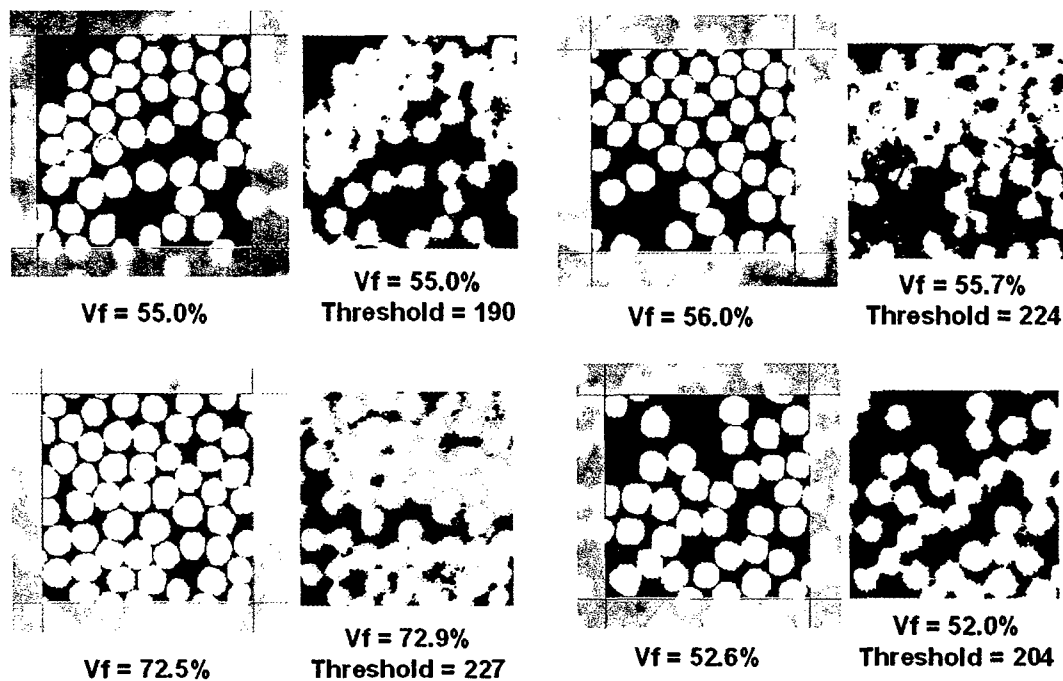 Vf = 55.0%
Vf = 55.0%
Threshold = 190
Vf = 56.0%
Vf = 55.7%
Threshold = 224
Vf = 72.5%
Vf = 72.9%
Threshold = 227
Vf = 52.6%
Vf = 52.0%
Threshold = 204